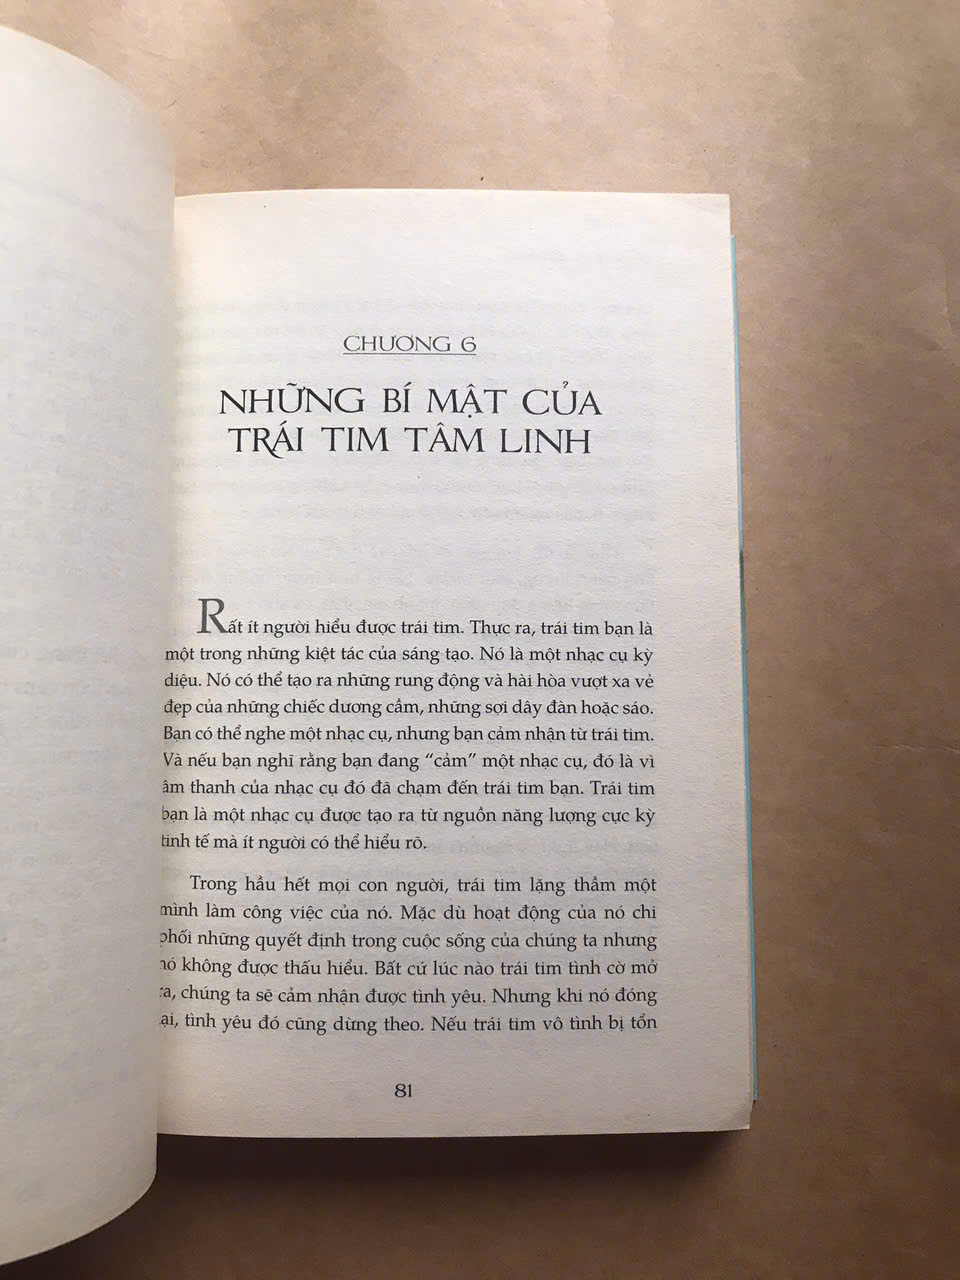 CHƯƠNG 6
NHỮNG BÍ MẬT CỦA
TRÁI TIM TÂM LINH
Rất ít người hiểu được trái tim. Thực ra, trái tim bạn là
một trong những kiệt tác của sáng tạo. Nó là một nhạc cụ kỳ
diệu. Nó có thể tạo ra những rung động và hài hòa vượt xa vẻ
đẹp của những chiếc dương cầm, những sợi dây đàn hoặc sáo.
Bạn có thể nghe một nhạc cụ, nhưng bạn cảm nhận từ trái tim.
Và nếu bạn nghĩ rằng bạn đang “cảm” một nhạc cụ, đó là vì
âm thanh của nhạc cụ đó đã chạm đến trái tim bạn. Trái tim
bạn là một nhạc cụ được tạo ra từ nguồn năng lượng cực kỳ
tinh tế mà ít người có thể hiểu rõ.
Trong hầu hết mọi con người, trái tim lặng thầm một
mình làm công việc của nó. Mặc dù hoạt động của nó chi
phối những quyết định trong cuộc sống của chúng ta nhưng
nó không được thấu hiểu. Bất cứ lúc nào trái tim tình cờ mở
ra, chúng ta sẽ cảm nhận được tình yêu. Nhưng khi nó đóng
lại, tình yêu đó cũng dừng theo. Nếu trái tim vô tình bị tổn
81